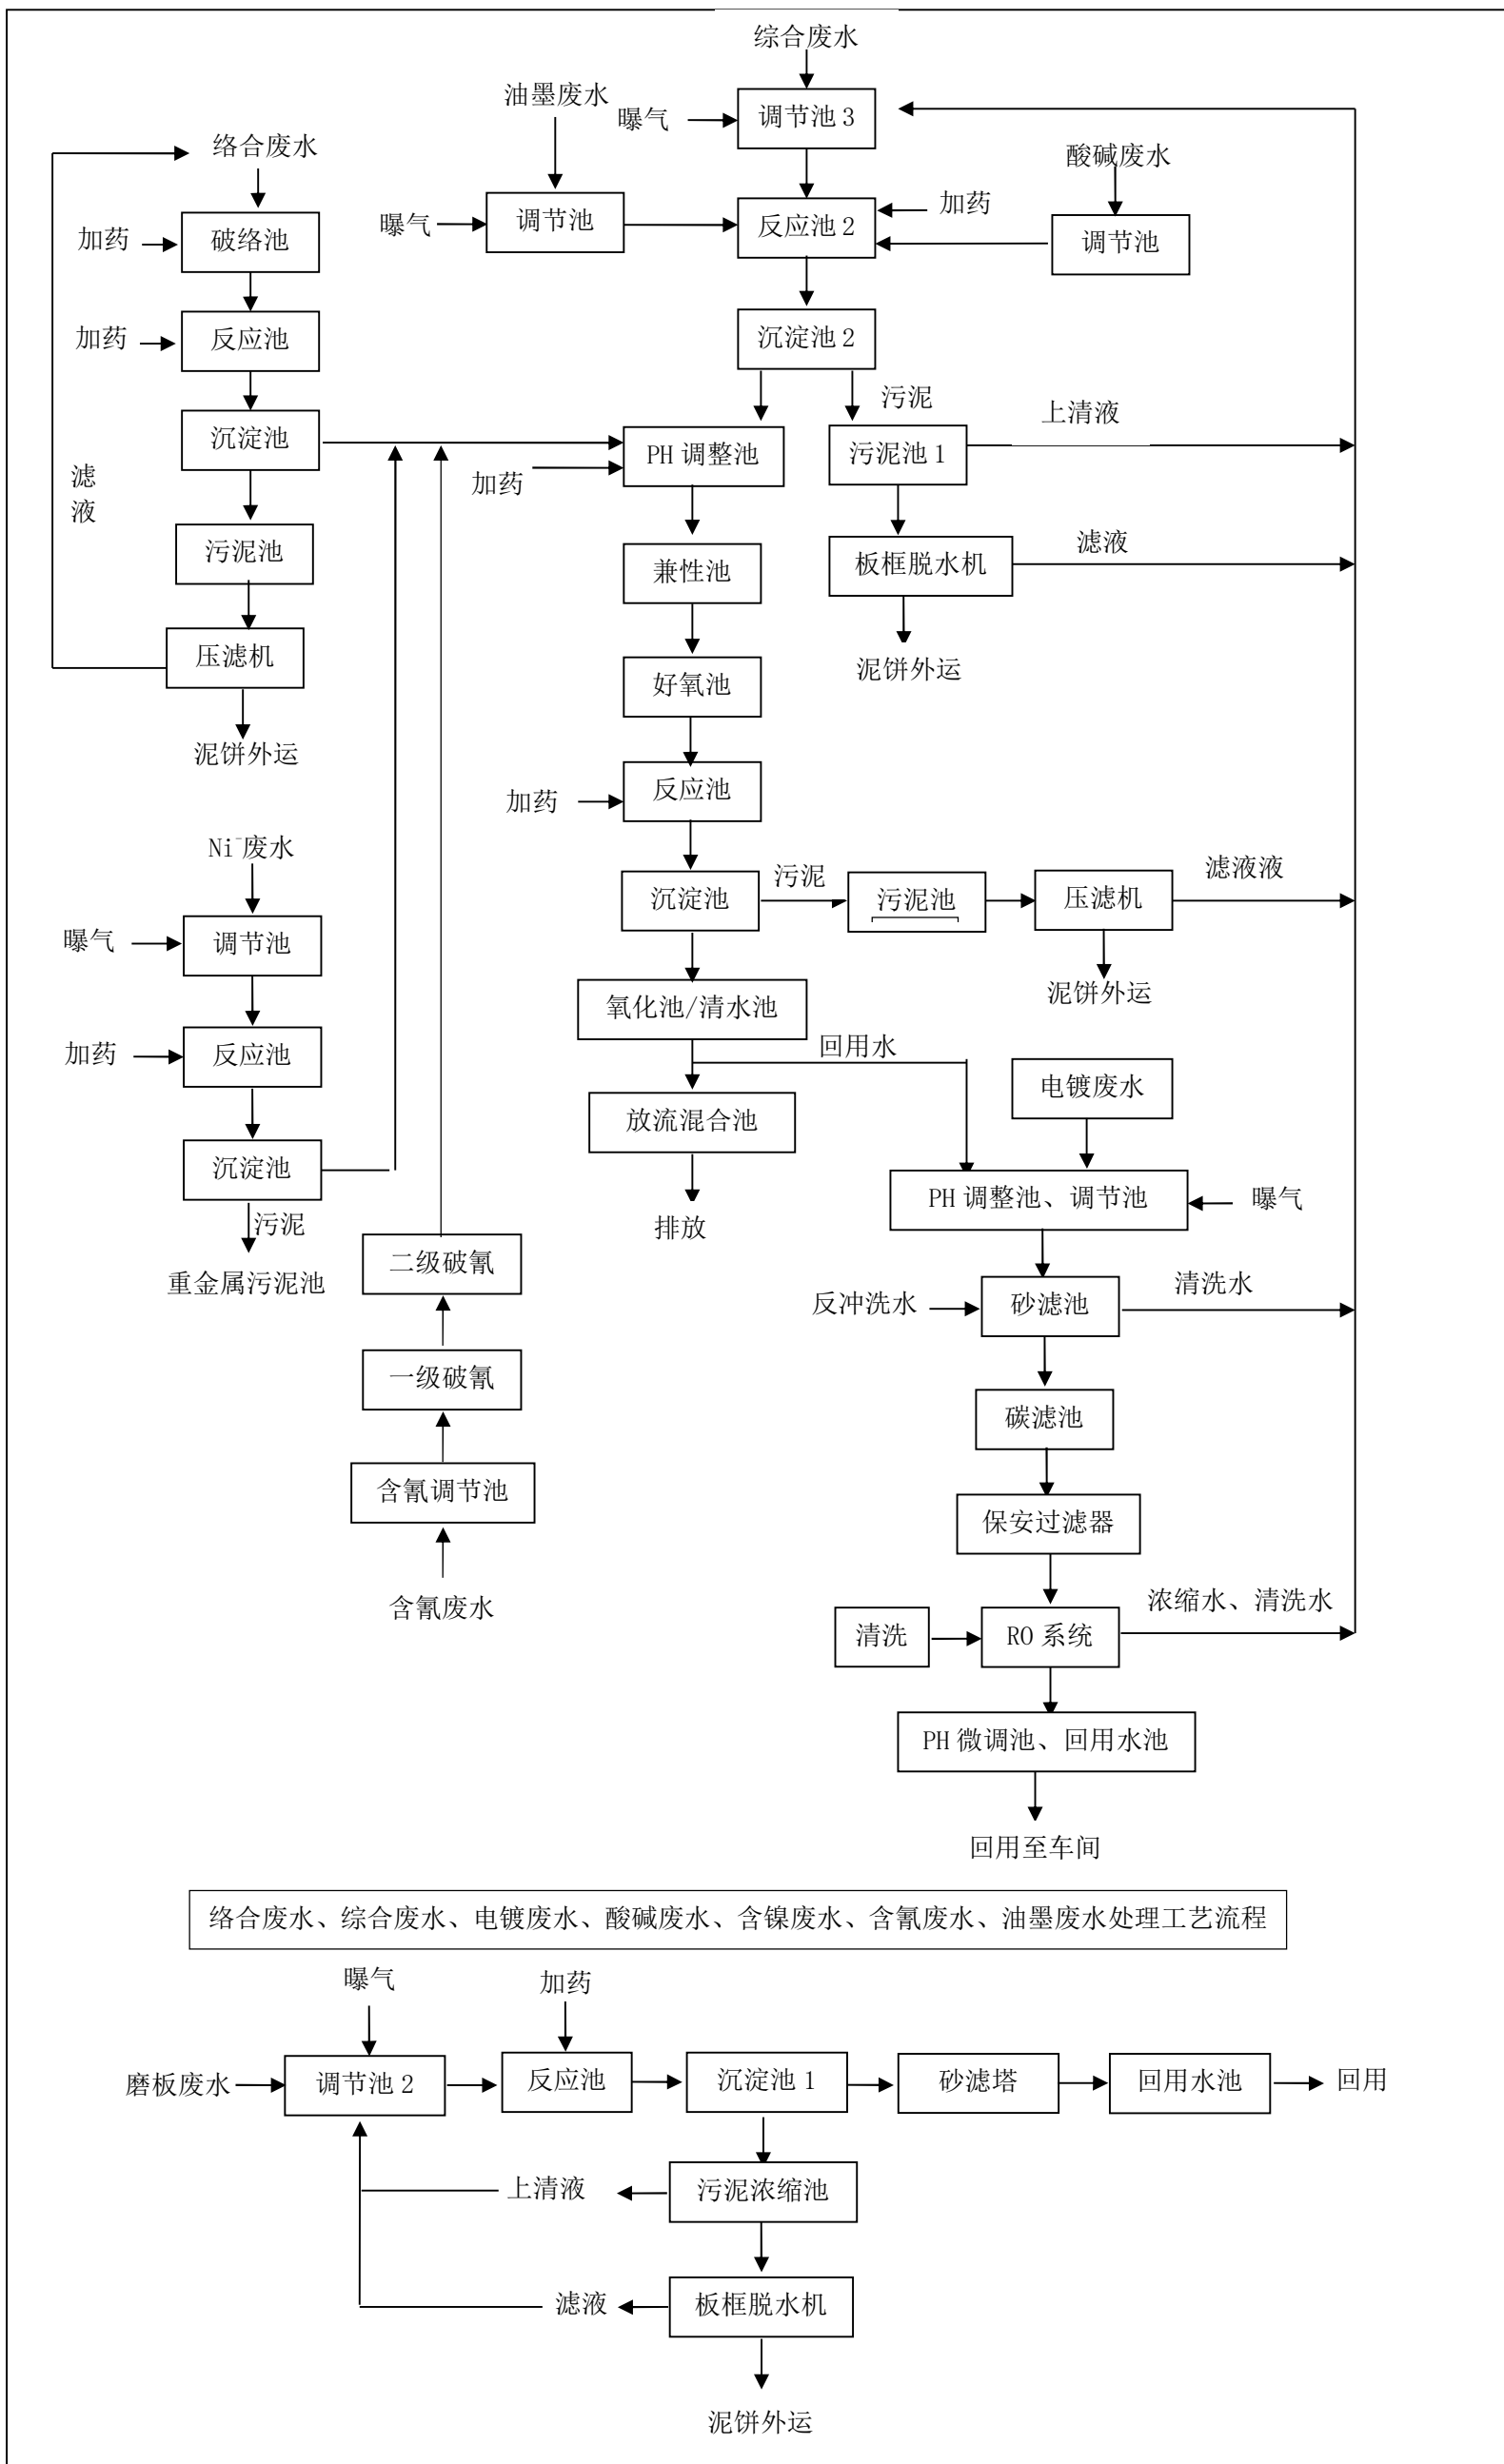 综合废水
油墨废水
曝气
调节池 3
络合废水
酸碱废水
加药
破络池
曝气
调节池
反应池 2
加药
调节池
加药
反应池
沉淀池 2
沉淀池
污泥
上清液
滴
液
加药
PH 调整池
污泥池 1
污泥池
兼性池
板框脱水机
滤液
压滤机
好氧池
泥饼外运
泥饼外运
加药
反应池
Ni⁻废水
沉淀池
污泥
污泥池
压滤机
滤液液
曝气
调节池
泥饼外运
氧化池/清水池
加药
反应池
回用水
电镀废水
放流混合池
沉淀池
PH 调整池、调节池
曝气
污泥
排放
重金属污泥池
二级破氰
反冲洗水
砂滤池
清洗水
一级破氰
碳滤池
含氰调节池
保安过滤器
含氰废水
清洗
RO 系统
浓缩水、清洗水
PH 微调池、回用水池
回用至车间
络合废水、综合废水、电镀废水、酸碱废水、含镍废水、含氰废水、油墨废水处理工艺流程
曝气
加药
磨板废水
调节池 2
反应池
沉淀池 1
砂滤塔
回用水池
回用
上清液
污泥浓缩池
滤液
板框脱水机
泥饼外运